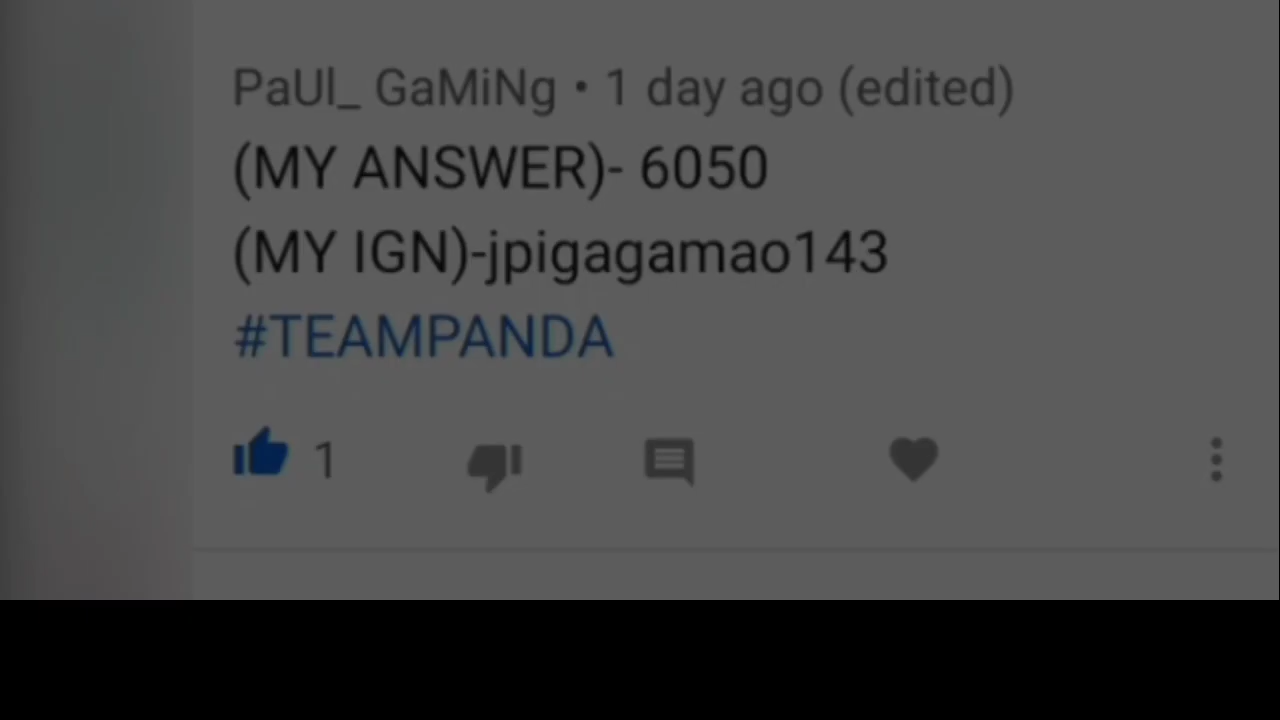 PaUl_ GaMiNg • 1 day ago (edited)
(MY ANSWER)- 6050
(MY IGN)-jpigagamao143
#TEAMPANDA
1